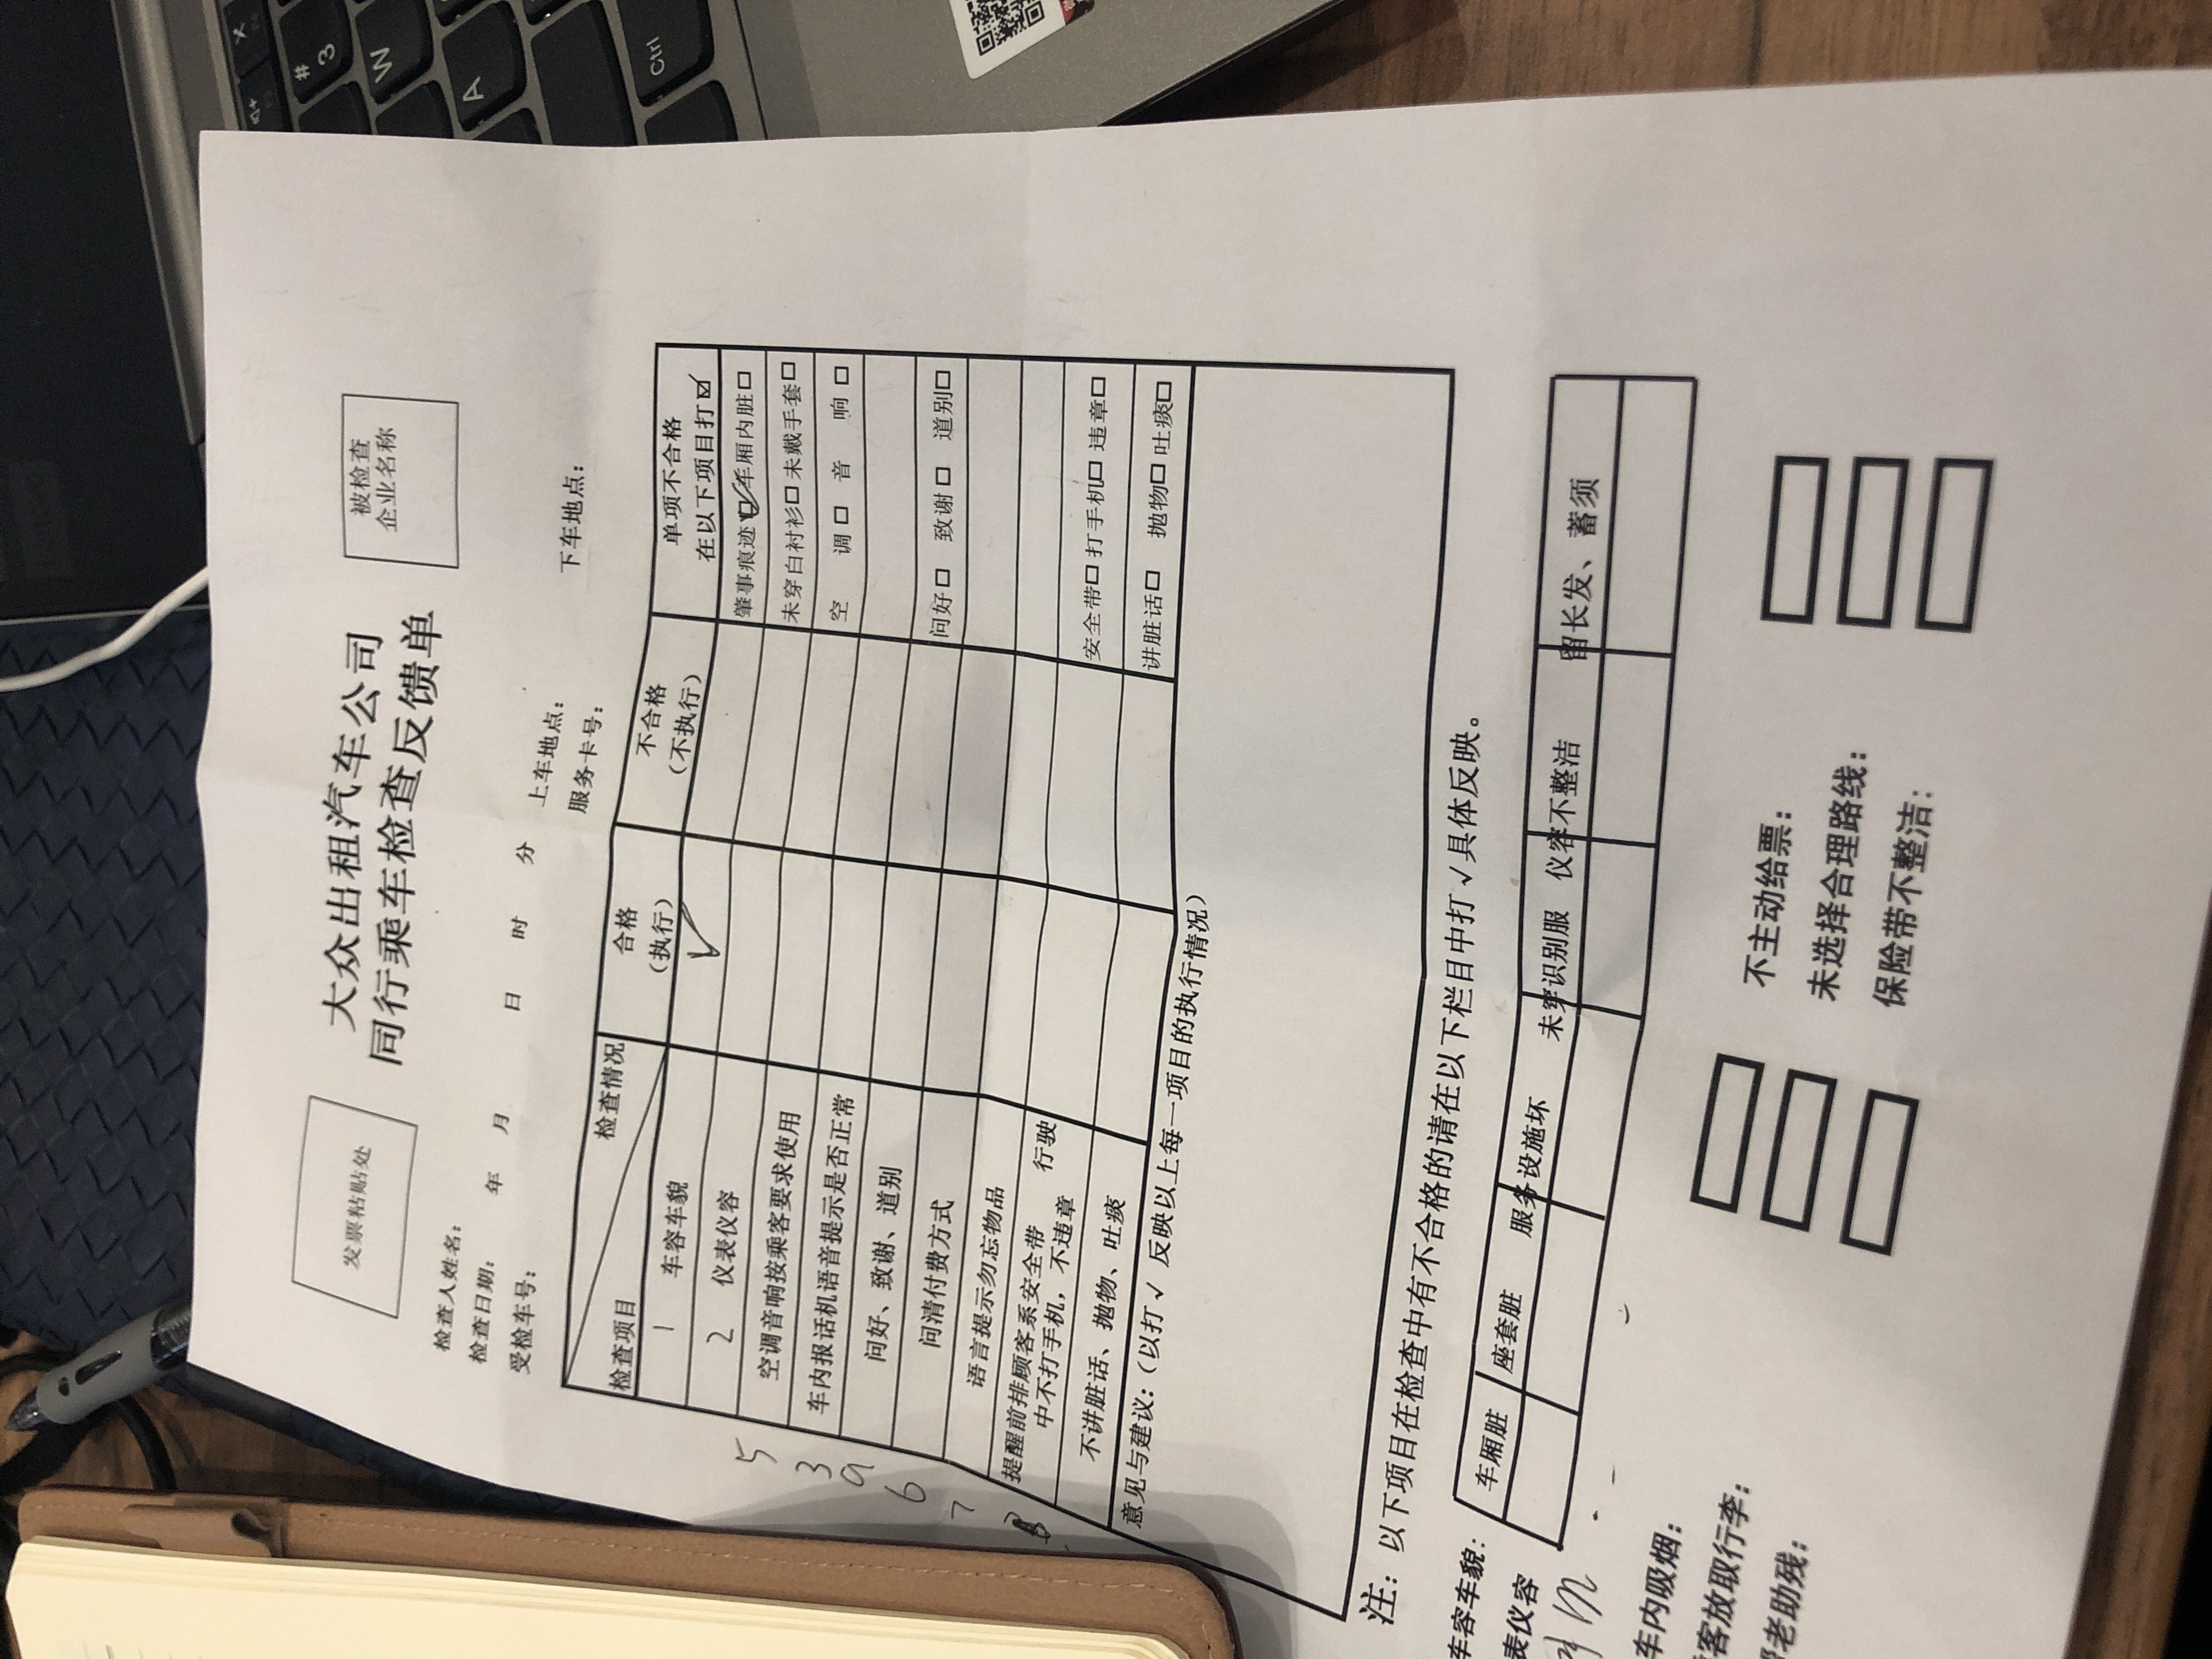 发票粘贴处
大众出租汽车公司
同行乘车检查反馈单
被检查
企业名称
检查人姓名：
检查日期： 年 月 日 时 分 上车地点： 下车地点：
受检车号： 服务卡号：
检查情况
检查项目
合格
（执行）
不合格
（不执行）
单项不合格
在以下项目打☑
1 车容车貌 ✓ 肇事痕迹☑ 车厢内脏□
2 仪表仪容 未穿白衬衫□ 未戴手套□
5 空调音响按乘客要求使用 空 调□ 音 响□
3 车内报话机语音提示是否正常
9 问好、致谢、道别 问好□ 致谢□ 道别□
6 问清付费方式
7 语言提示勿忘物品
8 提醒前排顾客系安全带 行驶
中不打手机，不违章 安全带□ 打手机□ 违章□
不讲脏话、抛物、吐痰 讲脏话□ 抛物□ 吐痰□
意见与建议：（以打√ 反映以上每一项目的执行情况）
注：以下项目在检查中有不合格的请在以下栏目中打√具体反映。
车容车貌：
表仪容
车厢脏 座套脏 服务设施坏 未穿识别服 仪容不整洁 留长发、蓄须
车内吸烟： 不主动给票：
客放取行李： 未选择合理路线：
老助残： 保险带不整洁：
# 3
W
A
Ctrl